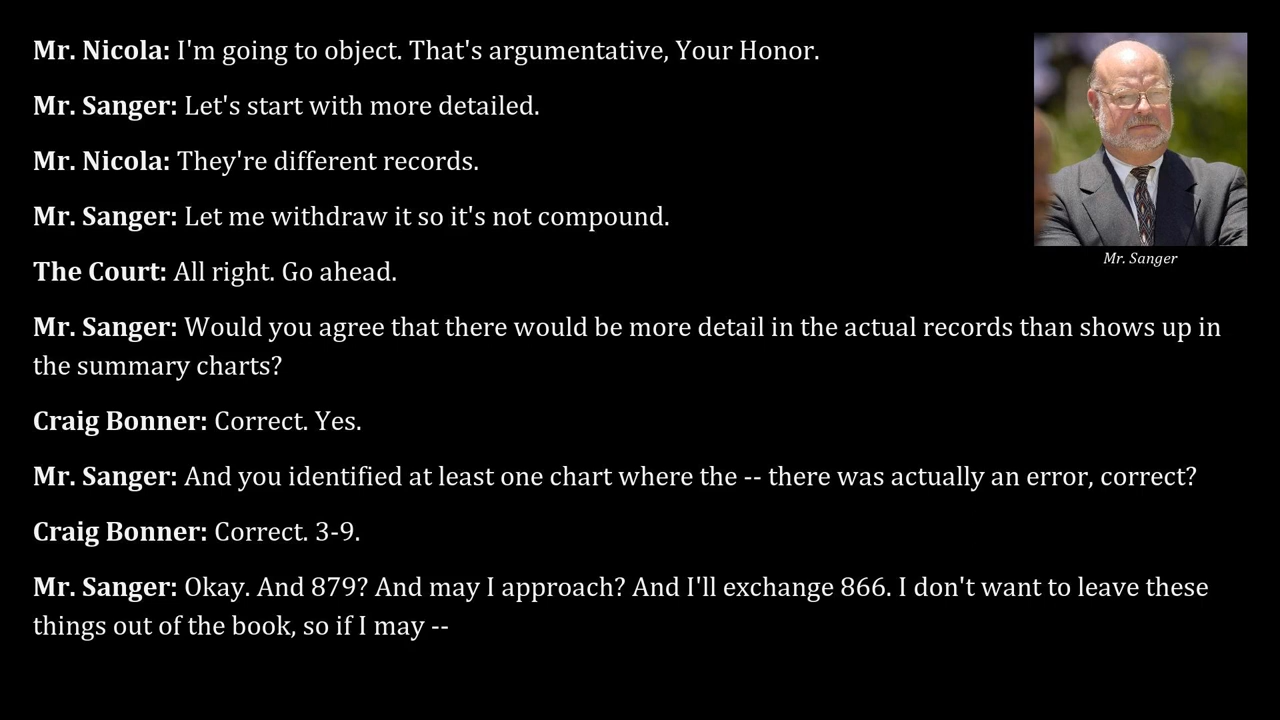 Mr. Nicola: I'm going to object. That's argumentative, Your Honor.
Mr. Sanger: Let's start with more detailed.
Mr. Nicola: They're different records.
Mr. Sanger: Let me withdraw it so it's not compound.
The Court: All right. Go ahead.
Mr. Sanger: Would you agree that there would be more detail in the actual records than shows up in
the summary charts?
Craig Bonner: Correct. Yes.
Mr. Sanger: And you identified at least one chart where the -- there was actually an error, correct?
Craig Bonner: Correct. 3-9.
Mr. Sanger: Okay. And 879? And may I approach? And I'll exchange 866. I don't want to leave these
things out of the book, so if I may --
Mr. Sanger